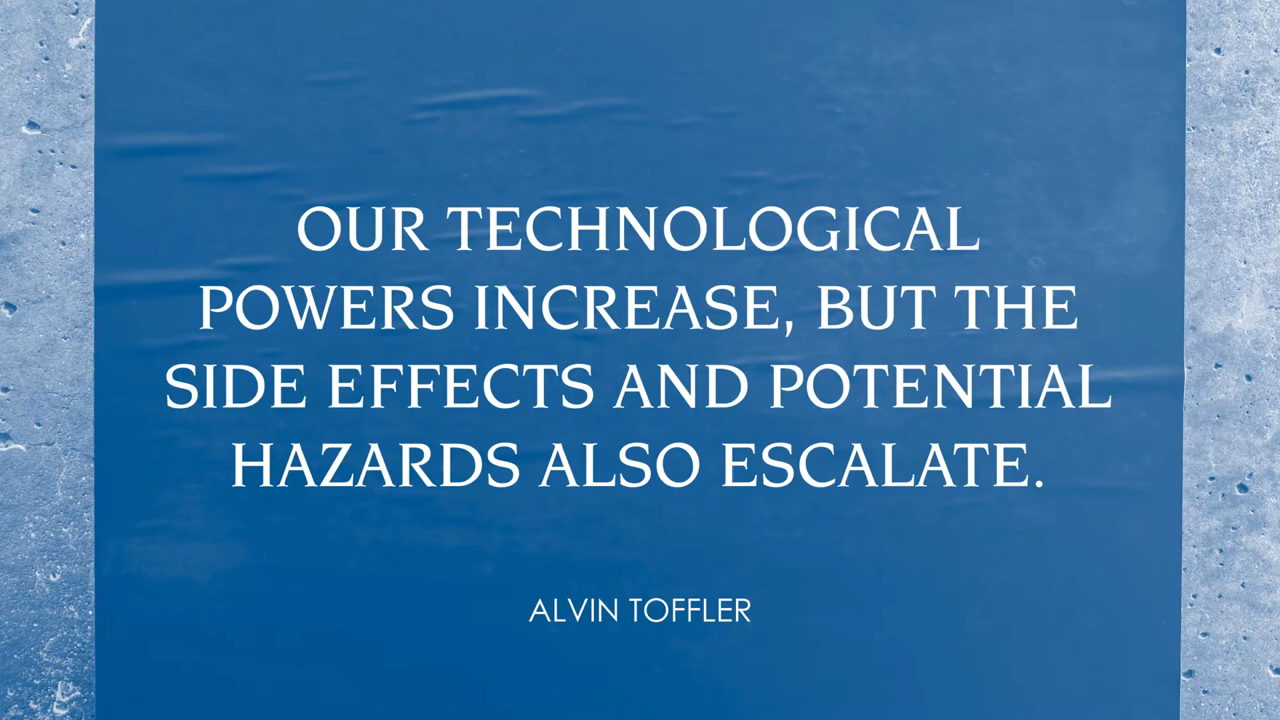 OUR TECHNOLOGICAL
POWERS INCREASE, BUT THE
SIDE EFFECTS AND POTENTIAL
HAZARDS ALSO ESCALATE.
ALVIN TOFFLER